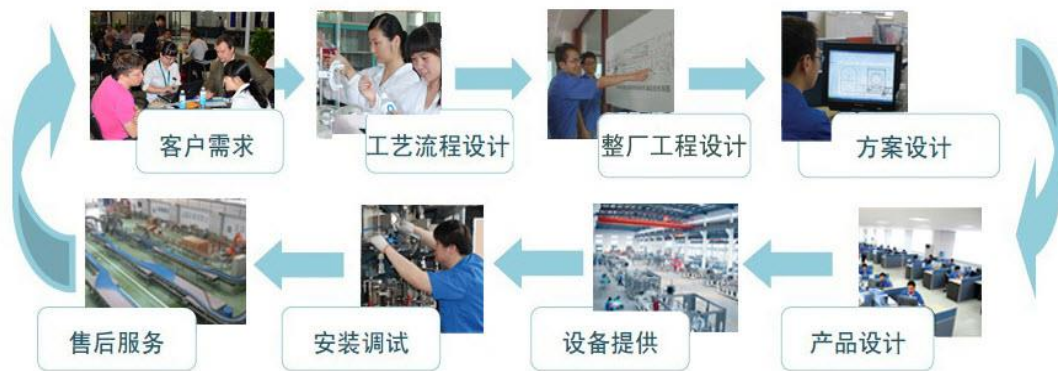 客户需求
工艺流程设计
整厂工程设计
方案设计
产品设计
设备提供
安装调试
售后服务